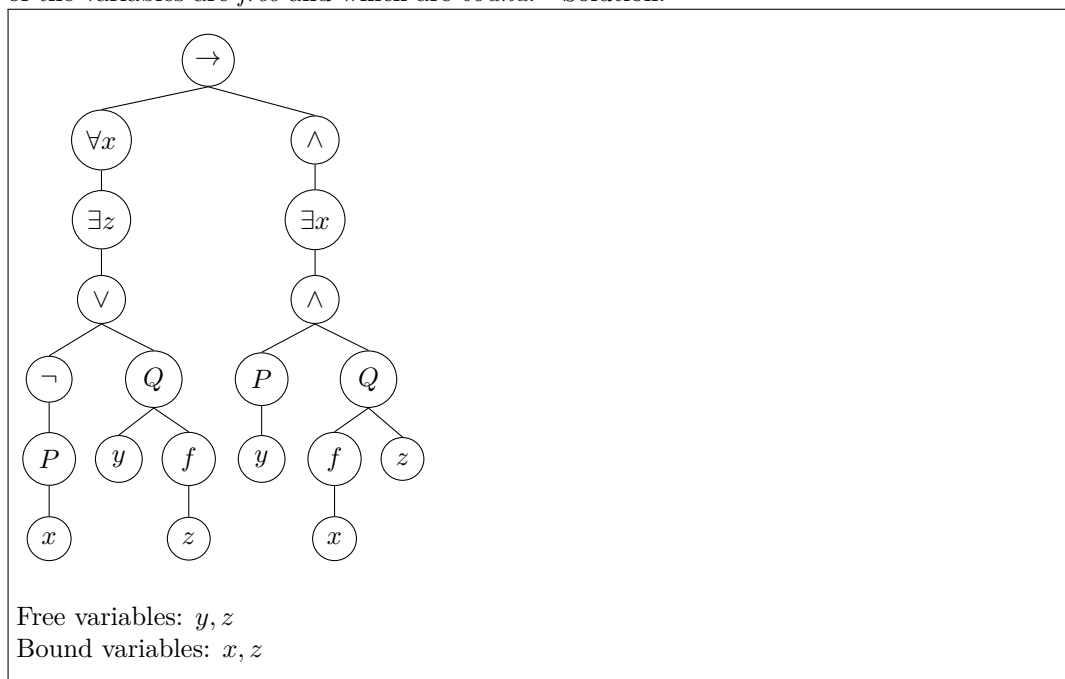 of the variables are free and which are bound. Solution:
→
∀x ∧
∃z ∃x
∨ ∧
¬ Q P Q
P y f y f z
x z x
Free variables: y, z
Bound variables: x, z